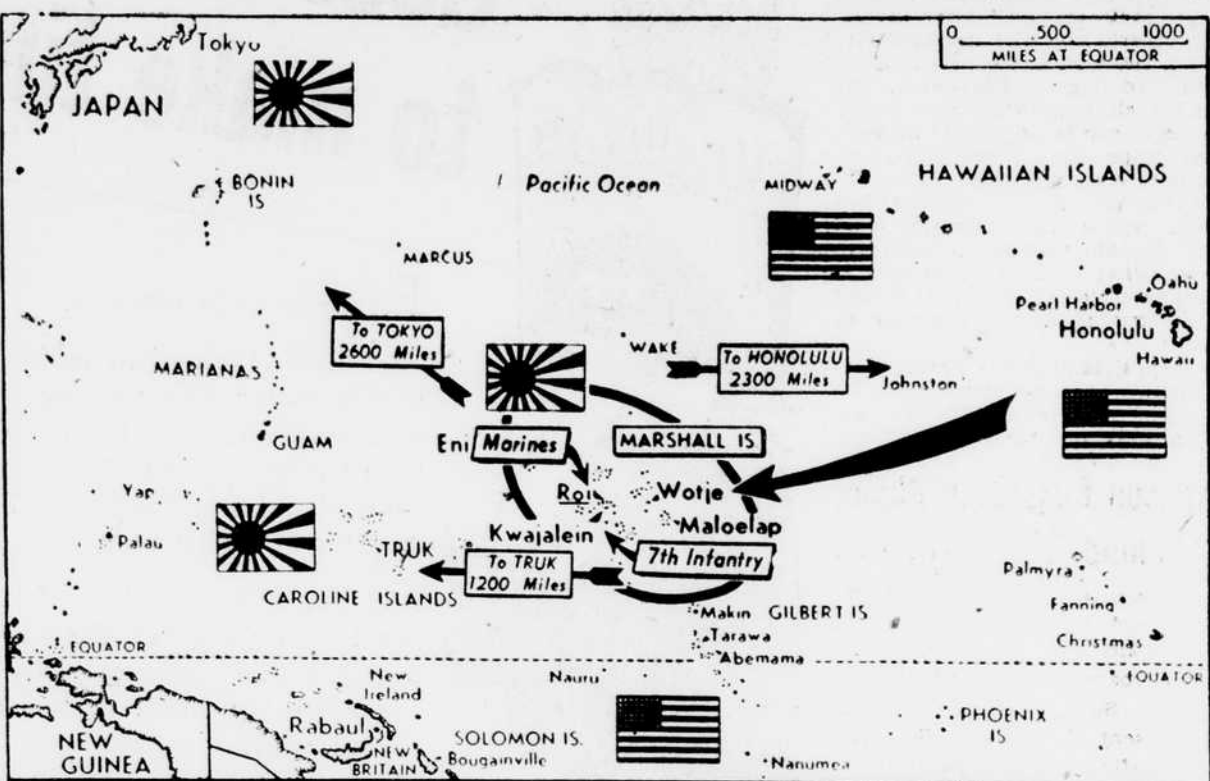 Tokyo
0 500 1000
MILES AT EQUATOR
JAPAN
BONIN
IS
Pacific Ocean
MIDWAY
HAWAIIAN ISLANDS
MARCUS
Oahu
Pearl Harbor
Honolulu
Hawaii
To TOKYO
2600 Miles
WAKE
To HONOLULU
2300 Miles
Johnston
MARIANAS
GUAM
Eni
Marines
MARSHALL IS
Yap
Roi
Wotje
Palau
Kwajalein
Maloelap
TRUK
To TRUK
1200 Miles
7th Infantry
Palmyra
CAROLINE ISLANDS
Makin GILBERT IS
Fanning
Tarawa
Christmas
EQUATOR
Abemama
New
Ireland
Nauru
EQUATOR
Rabaul
PHOENIX
IS
NEW
GUINEA
NEW
BRITAIN
SOLOMON IS.
Bougainville
Nanumea